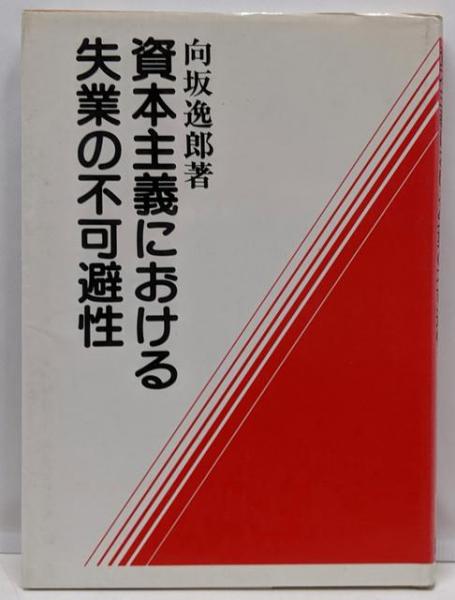 向坂逸郎著
資本主義における
失業の不可避性